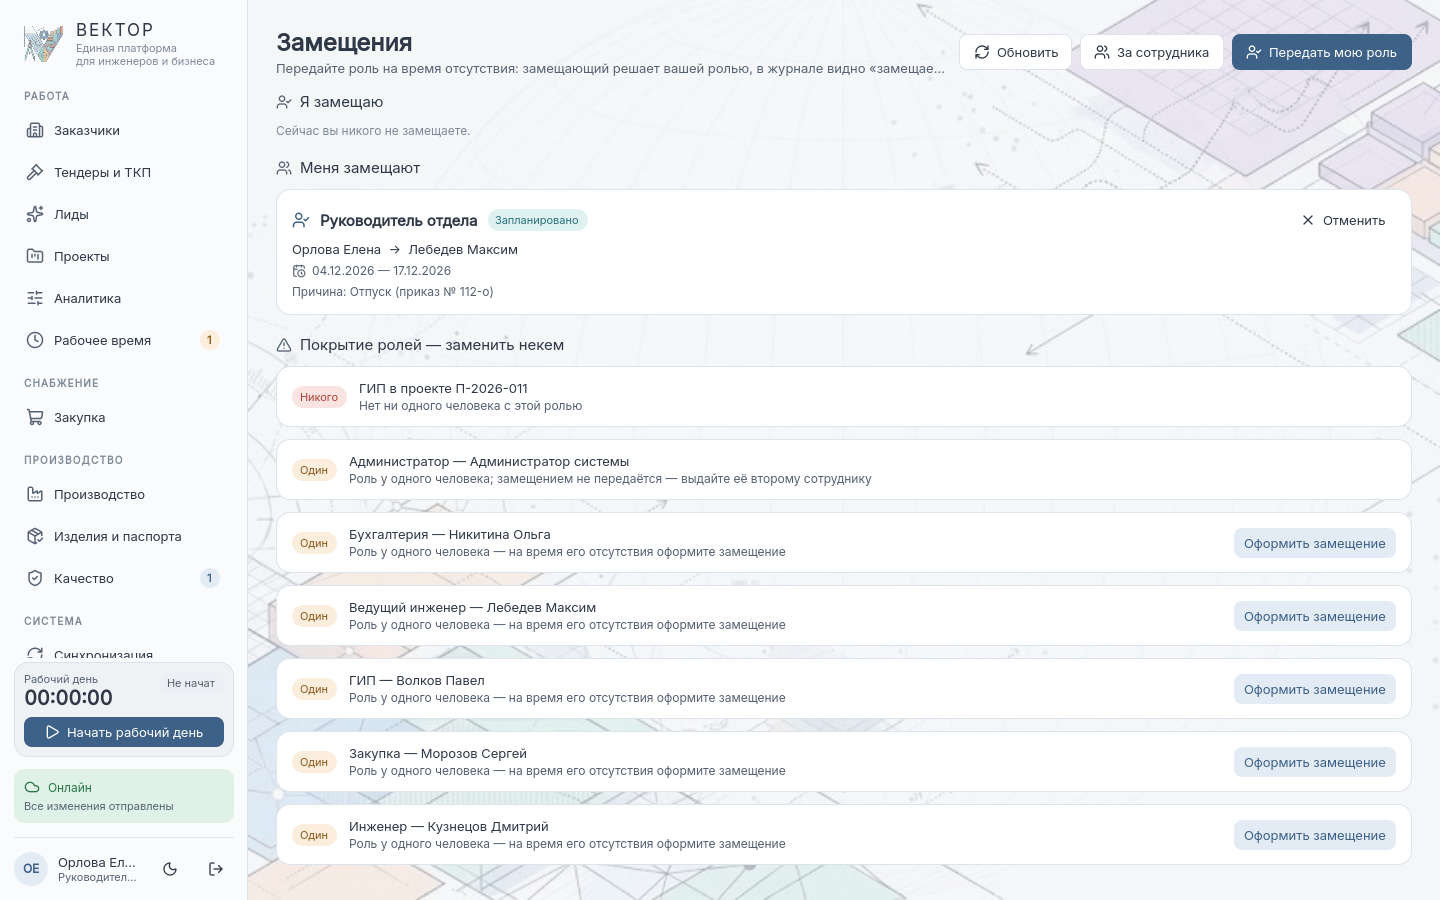 ВЕКТОР
Единая платформа
для инженеров и бизнеса
РАБОТА
Заказчики
Тендеры и ТКП
Лиды
Проекты
Аналитика
Рабочее время 1
СНАБЖЕНИЕ
Закупка
ПРОИЗВОДСТВО
Производство
Изделия и паспорта
Качество 1
СИСТЕМА
Синхронизация
Рабочий день
Не начат
00:00:00
Начать рабочий день
Онлайн
Все изменения отправлены
ОЕ
Орлова Ел...
Руководител...
Замещения
Передайте роль на время отсутствия: замещающий решает вашей ролью, в журнале видно «замещае...
Обновить
За сотрудника
Передать мою роль
Я замещаю
Сейчас вы никого не замещаете.
Меня замещают
Руководитель отдела Запланировано
Отменить
Орлова Елена → Лебедев Максим
04.12.2026 — 17.12.2026
Причина: Отпуск (приказ № 112-о)
Покрытие ролей — заменить некем
Никого
ГИП в проекте П-2026-011
Нет ни одного человека с этой ролью
Один
Администратор — Администратор системы
Роль у одного человека; замещением не передаётся — выдайте её второму сотруднику
Один
Бухгалтерия — Никитина Ольга
Роль у одного человека — на время его отсутствия оформите замещение
Оформить замещение
Один
Ведущий инженер — Лебедев Максим
Роль у одного человека — на время его отсутствия оформите замещение
Оформить замещение
Один
ГИП — Волков Павел
Роль у одного человека — на время его отсутствия оформите замещение
Оформить замещение
Один
Закупка — Морозов Сергей
Роль у одного человека — на время его отсутствия оформите замещение
Оформить замещение
Один
Инженер — Кузнецов Дмитрий
Роль у одного человека — на время его отсутствия оформите замещение
Оформить замещение